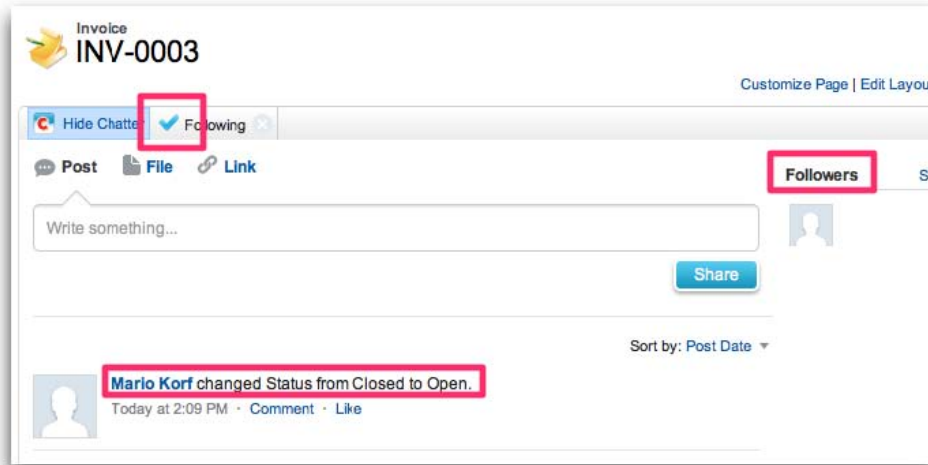 Invoice
INV-0003
Customize Page | Edit Layou
Hide Chatter Following
Post File Link
Followers S
Write something...
Share
Sort by: Post Date
Mario Korf changed Status from Closed to Open.
Today at 2:09 PM · Comment · Like